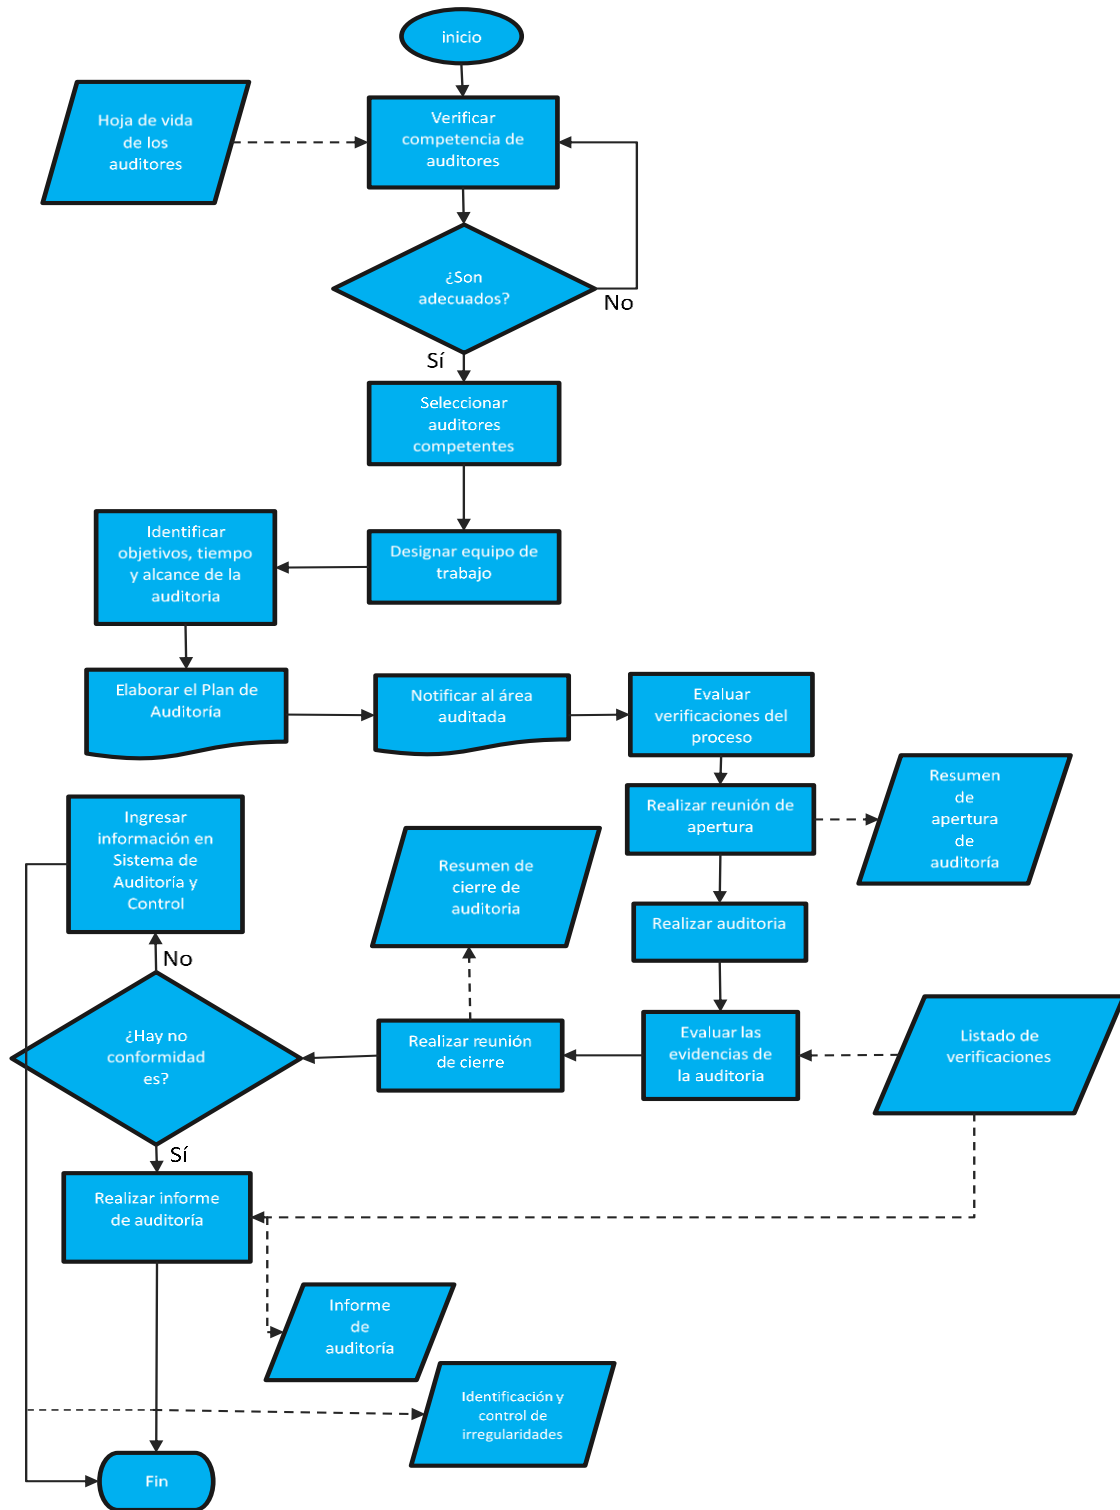 inicio
Hoja de vida
de los
auditores
Verificar
competencia de
auditores
¿Son
adecuados?
No
Sí
Seleccionar
auditores
competentes
Designar equipo de
trabajo
Identificar
objetivos, tiempo
y alcance de la
auditoria
Elaborar el Plan de
Auditoría
Notificar al área
auditada
Evaluar
verificaciones del
proceso
Realizar reunión de
apertura
Resumen
de
apertura
de
auditoría
Realizar auditoria
Evaluar las
evidencias de
la auditoria
Listado de
verificaciones
Realizar reunión
de cierre
Resumen de
cierre de
auditoria
¿Hay no
conformidad
es?
No
Ingresar
información en
Sistema de
Auditoría y
Control
Sí
Realizar informe
de auditoría
Informe
de
auditoría
Identificación y
control de
irregularidades
Fin